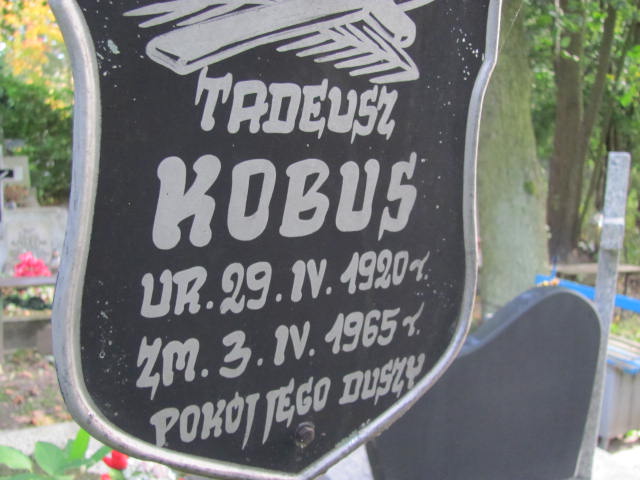 TADEUSZ
KOBUS
UR. 29. IV. 1920 r.
ZM. 3. IV. 1965 r.
POKÓJ JEGO DUSZY